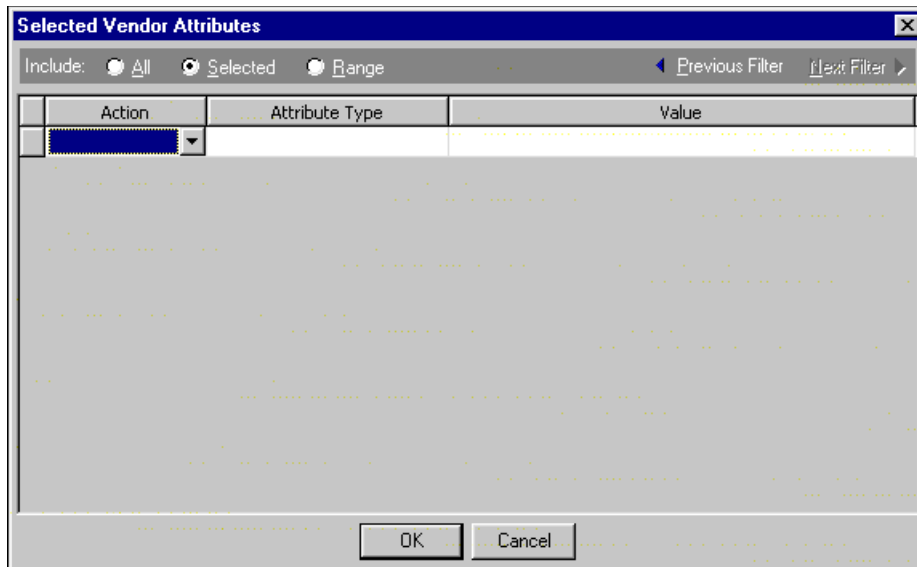 Selected Vendor Attributes
Include: All Selected Range Previous Filter Next Filter
Action Attribute Type Value
OK Cancel